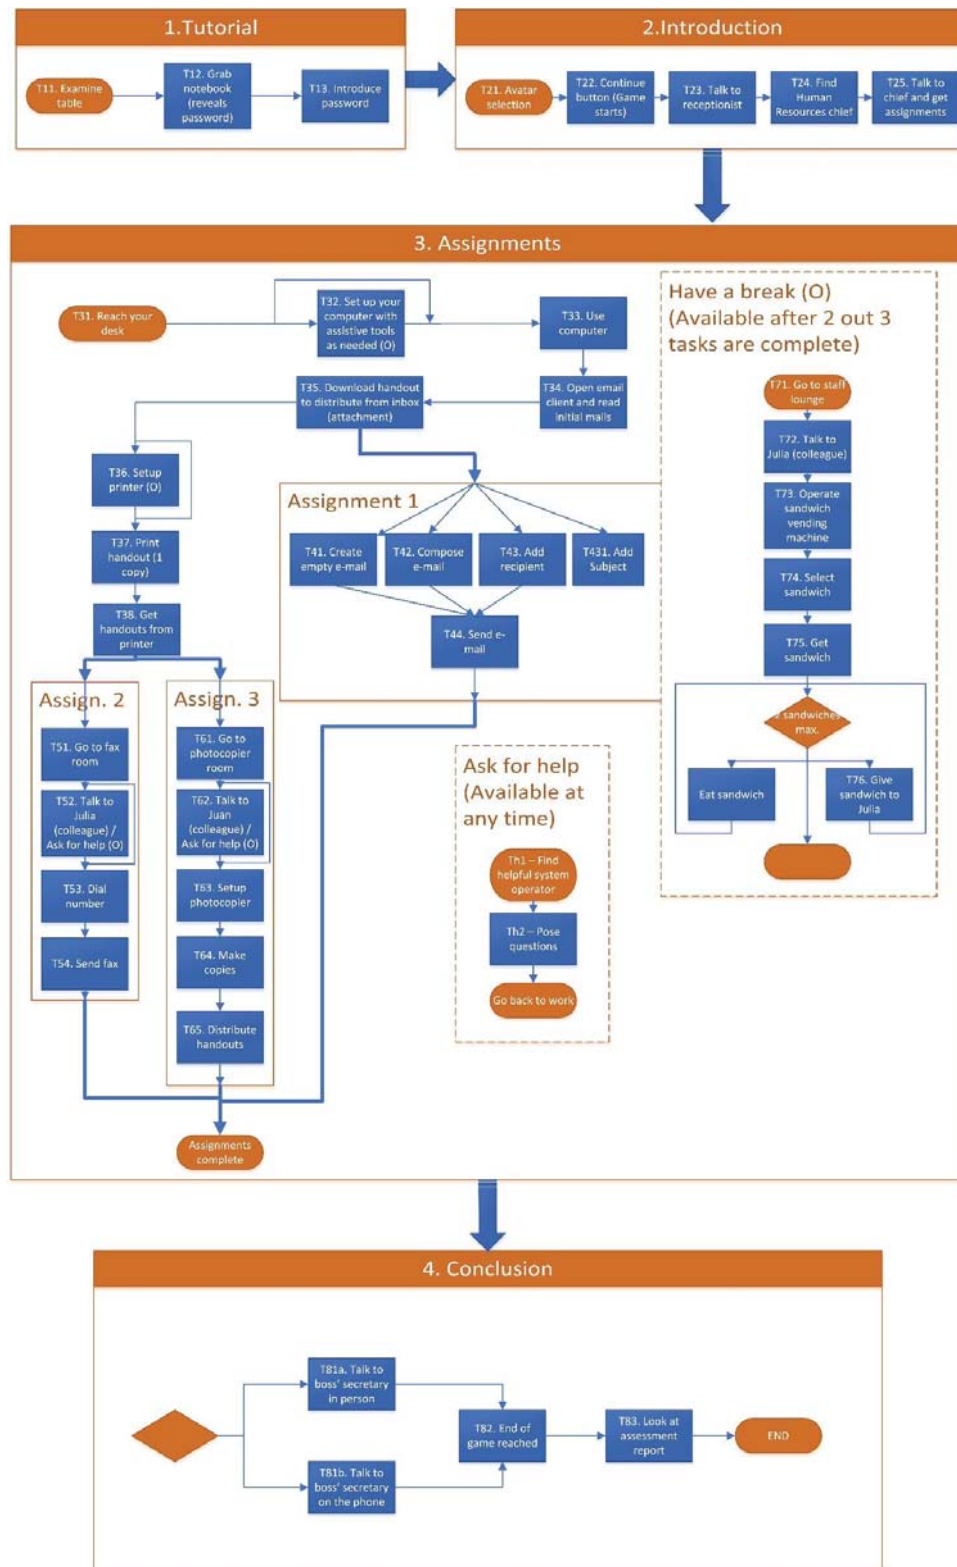 1.Tutorial
T11. Examine
table
T12. Grab
notebook
(reveals
password)
T13. Introduce
password
2.Introduction
T21. Avatar
selection
T22. Continue
button (Game
starts)
T23. Talk to
receptionist
T24. Find
Human
Resources chief
T25. Talk to
chief and get
assignments
3. Assignments
T31. Reach your
desk
T32. Set up your
computer with
assistive tools
as needed (O)
T33. Use
computer
T34. Open email
client and read
initial mails
T35. Download handout
to distribute from inbox
(attachment)
T36. Setup
printer (O)
T37. Print
handout (1
copy)
T38. Get
handouts from
printer
Assignment 1
T41. Create
empty e-mail
T42. Compose
e-mail
T43. Add
recipient
T431. Add
Subject
T44. Send e-
mail
Assign. 2
T51. Go to fax
room
T52. Talk to
Julia
(colleague) /
Ask for help (O)
T53. Dial
number
T54. Send fax
Assign. 3
T61. Go to
photocopier
room
T62. Talk to
Juan
(colleague) /
Ask for help (O)
T63. Setup
photocopier
T64. Make
copies
T65. Distribute
handouts
Assignments
complete
Ask for help
(Available at
any time)
Th1 – Find
helpful system
operator
Th2 – Pose
questions
Go back to work
Have a break (O)
(Available after 2 out 3
tasks are complete)
T71. Go to staff
lounge
T72. Talk to
Julia (colleague)
T73. Operate
sandwich
vending
machine
T74. Select
sandwich
T75. Get
sandwich
2 sandwiches
max.
Eat sandwich
T76. Give
sandwich to
Julia
4. Conclusion
T81a. Talk to
boss' secretary
in person
T81b. Talk to
boss' secretary
on the phone
T82. End of
game reached
T83. Look at
assessment
report
END